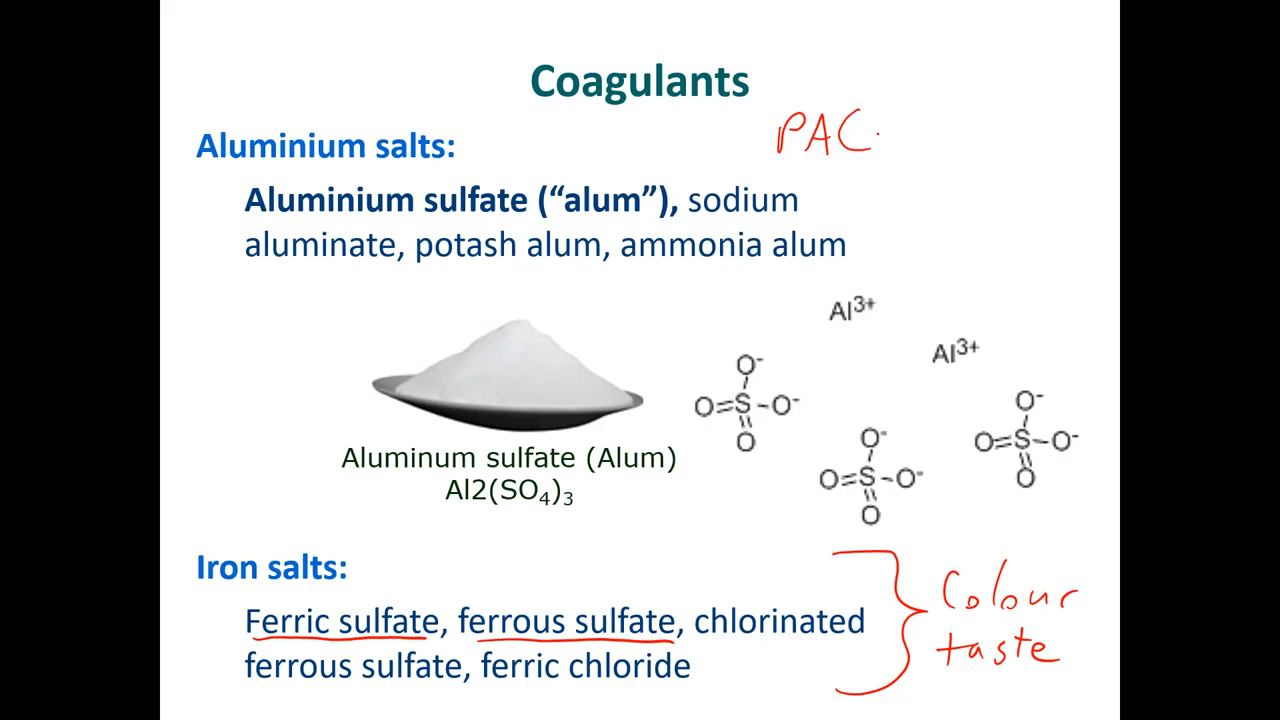 Coagulants
PAC.
Aluminium salts:
Aluminium sulfate (“alum”), sodium
aluminate, potash alum, ammonia alum
Al³⁺
Al³⁺
O⁻
O=S-O⁻
O
O⁻
O=S-O⁻
O
O⁻
O=S-O⁻
O
Aluminum sulfate (Alum)
Al2(SO₄)₃
Iron salts:
Ferric sulfate, ferrous sulfate, chlorinated
ferrous sulfate, ferric chloride
Colour
taste